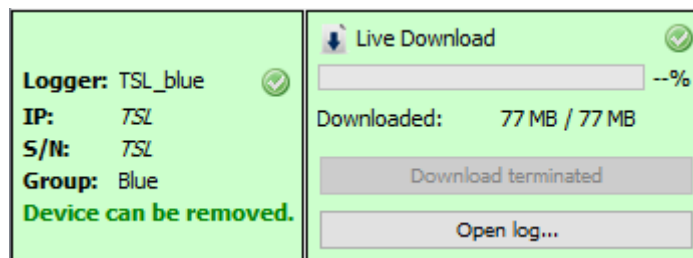 Logger: TSL_blue
IP: TSL
S/N: TSL
Group: Blue
Device can be removed.
Live Download
--%
Downloaded: 77 MB / 77 MB
Download terminated
Open log...